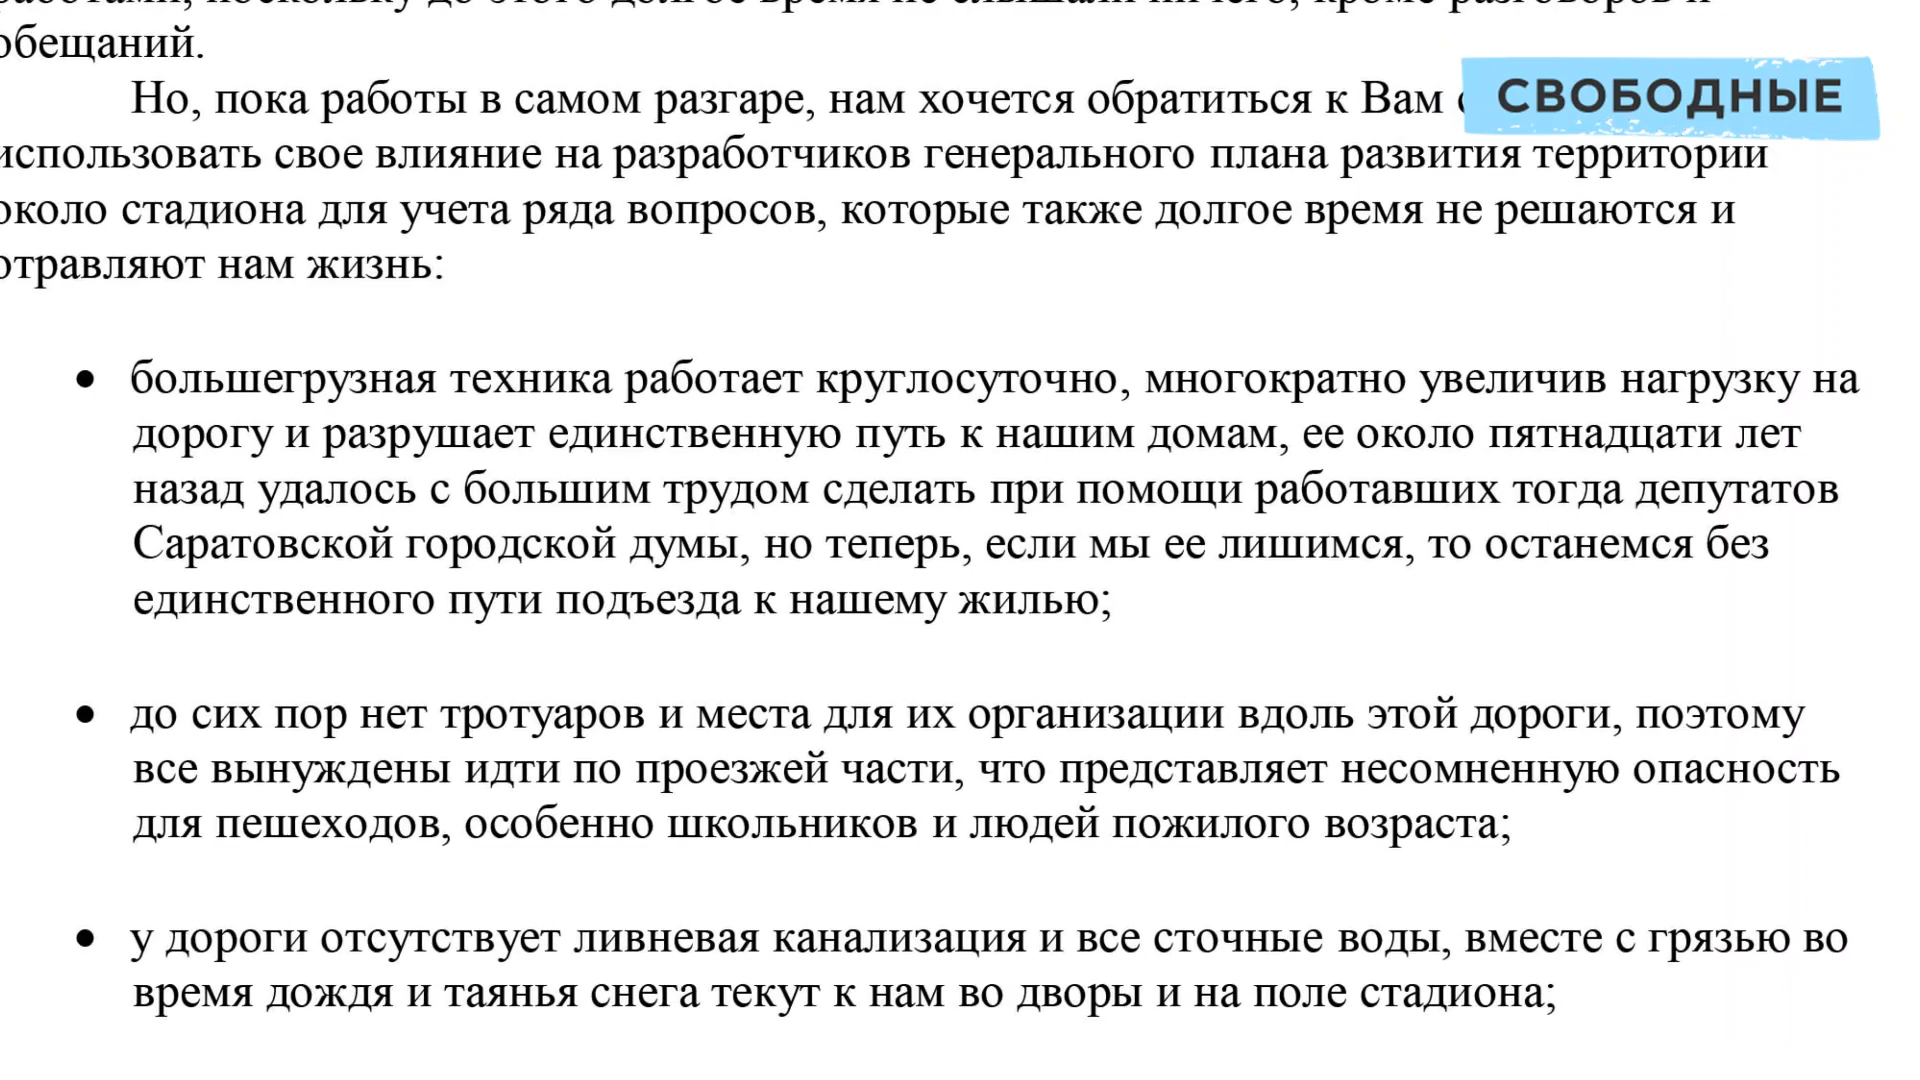 обещаний.
Но, пока работы в самом разгаре, нам хочется обратиться к Вам
СВОБОДНЫЕ
использовать свое влияние на разработчиков генерального плана развития территории
около стадиона для учета ряда вопросов, которые также долгое время не решаются и
отравляют нам жизнь:
• большегрузная техника работает круглосуточно, многократно увеличив нагрузку на
дорогу и разрушает единственную путь к нашим домам, ее около пятнадцати лет
назад удалось с большим трудом сделать при помощи работавших тогда депутатов
Саратовской городской думы, но теперь, если мы ее лишимся, то останемся без
единственного пути подъезда к нашему жилью;
• до сих пор нет тротуаров и места для их организации вдоль этой дороги, поэтому
все вынуждены идти по проезжей части, что представляет несомненную опасность
для пешеходов, особенно школьников и людей пожилого возраста;
• у дороги отсутствует ливневая канализация и все сточные воды, вместе с грязью во
время дождя и таянья снега текут к нам во дворы и на поле стадиона;